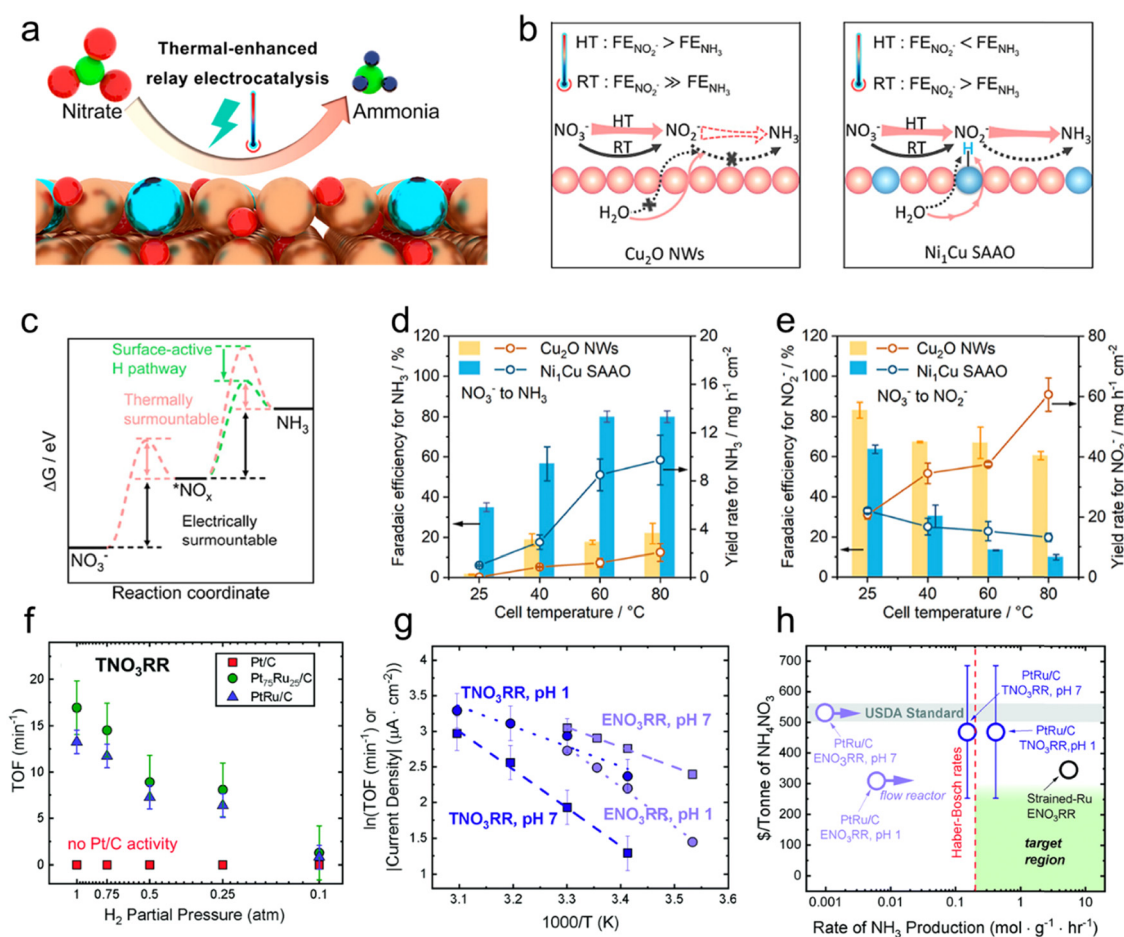 a
Thermal-enhanced
relay electrocatalysis
Nitrate
Ammonia
b
HT : FE_NO₂⁻ > FE_NH₃
RT : FE_NO₂⁻ ≫ FE_NH₃
NO₃⁻ HT NO₂⁻ NH₃
RT
H₂O
Cu₂O NWs
HT : FE_NO₂⁻ < FE_NH₃
RT : FE_NO₂⁻ > FE_NH₃
NO₃⁻ HT NO₂⁻ NH₃
RT H
H₂O
Ni₁Cu SAAO
c
Surface-active
H pathway
Thermally
surmountable
NH₃
*NOₓ
Electrically
surmountable
NO₃⁻
ΔG / eV
Reaction coordinate
d
Cu₂O NWs
Ni₁Cu SAAO
NO₃⁻ to NH₃
Faradaic efficiency for NH₃ / %
120
100
80
60
40
20
0
Yield rate for NH₃ / mg h⁻¹ cm⁻²
20
16
12
8
4
0
25 40 60 80
Cell temperature / °C
e
Cu₂O NWs
Ni₁Cu SAAO
NO₃⁻ to NO₂⁻
Faradaic efficiency for NO₂⁻ / %
120
100
80
60
40
20
0
Yield rate for NO₂⁻ / mg h⁻¹ cm⁻²
80
60
40
20
0
25 40 60 80
Cell temperature / °C
f
TNO₃RR
Pt/C
Pt₇₅Ru₂₅/C
PtRu/C
no Pt/C activity
TOF (min⁻¹)
20
15
10
5
0
1 0.75 0.5 0.25 0.1
H₂ Partial Pressure (atm)
g
TNO₃RR, pH 1
ENO₃RR, pH 7
TNO₃RR, pH 7
ENO₃RR, pH 1
ln(TOF (min⁻¹) or
|Current Density| (µA · cm⁻²))
4
3
2
1
0
3.1 3.2 3.3 3.4 3.5 3.6
1000/T (K)
h
$/Tonne of NH₄NO₃
700
600
500
400
300
200
100
0
PtRu/C
TNO₃RR, pH 7
USDA Standard
PtRu/C
ENO₃RR, pH 7
PtRu/C
TNO₃RR,pH 1
flow reactor
PtRu/C
ENO₃RR, pH 1
Haber-Bosch rates
Strained-Ru
ENO₃RR
target
region
0.001 0.01 0.1 1 10
Rate of NH₃ Production (mol · g⁻¹ · hr⁻¹)